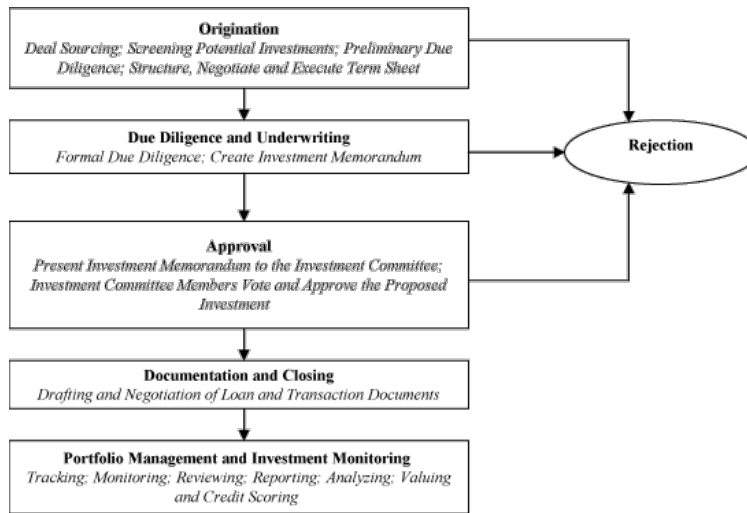 Origination
Deal Sourcing; Screening Potential Investments; Preliminary Due
Diligence; Structure, Negotiate and Execute Term Sheet
Due Diligence and Underwriting
Formal Due Diligence; Create Investment Memorandum
Rejection
Approval
Present Investment Memorandum to the Investment Committee;
Investment Committee Members Vote and Approve the Proposed
Investment
Documentation and Closing
Drafting and Negotiation of Loan and Transaction Documents
Portfolio Management and Investment Monitoring
Tracking; Monitoring; Reviewing; Reporting; Analyzing; Valuing
and Credit Scoring